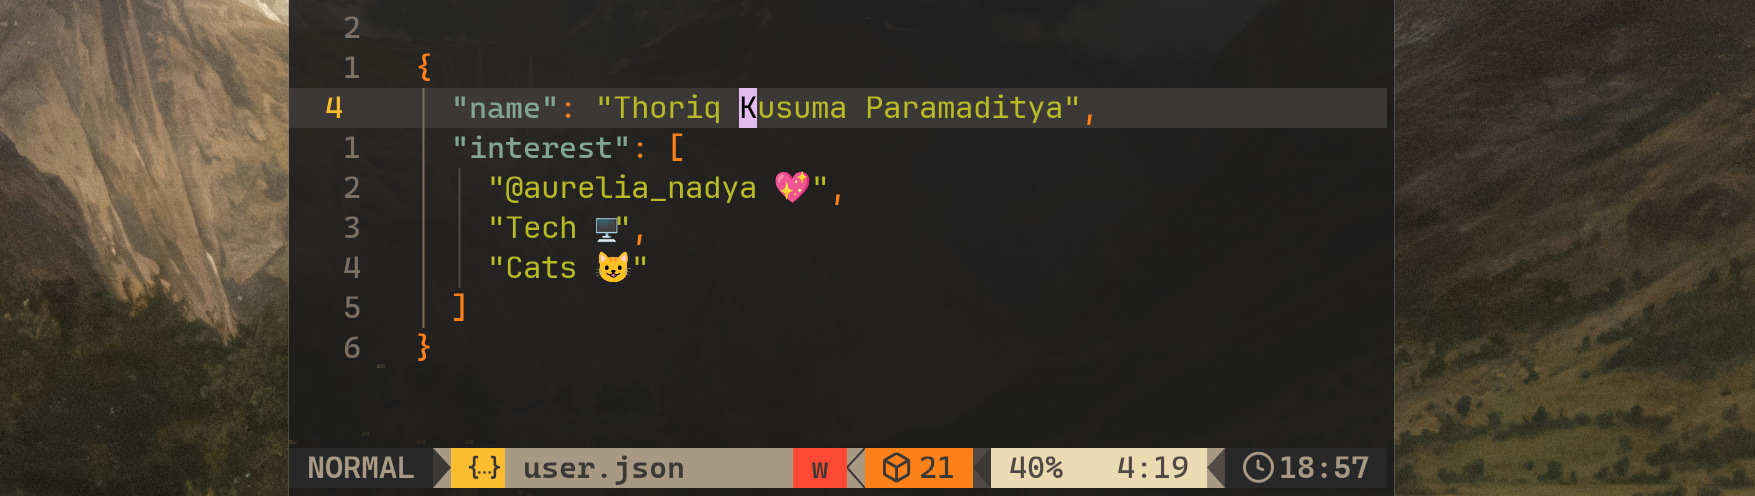 2
1 {
4 "name": "Thoriq Kusuma Paramaditya",
1 "interest": [
2 "@aurelia_nadya 💖",
3 "Tech 🖥️",
4 "Cats 😺"
5 ]
6 }
NORMAL {...} user.json w 21 40% 4:19 18:57